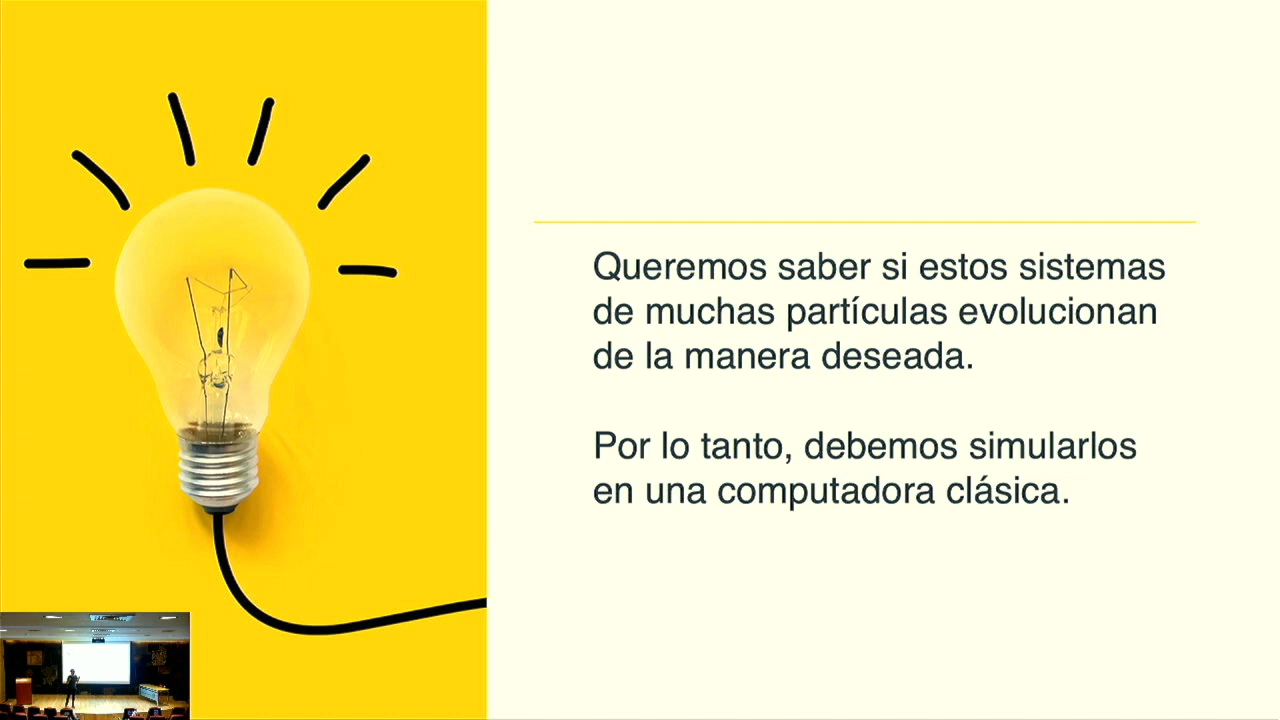 Queremos saber si estos sistemas
de muchas partículas evolucionan
de la manera deseada.
Por lo tanto, debemos simularlos
en una computadora clásica.